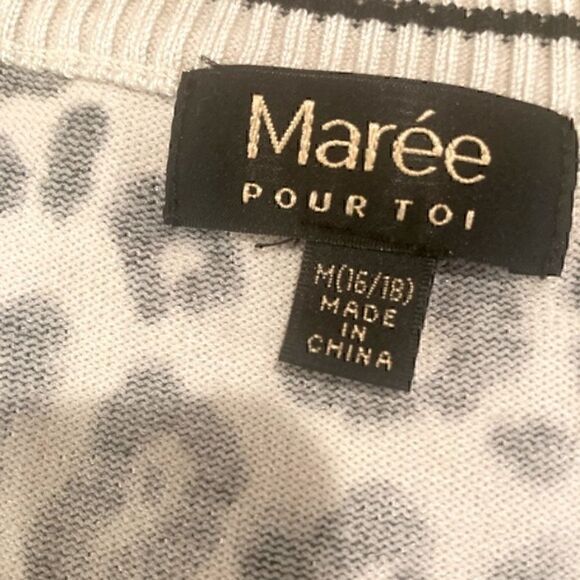 Marée
POUR TOI
M(16/18)
MADE
IN
CHINA